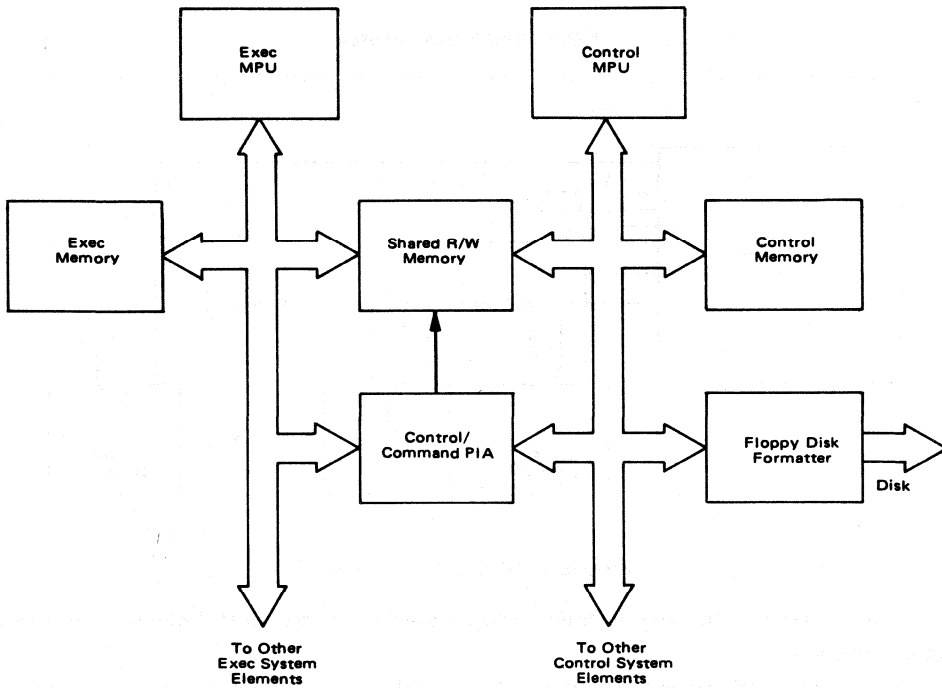 Exec
MPU
Control
MPU
Exec
Memory
Shared R/W
Memory
Control
Memory
Control/
Command PIA
Floppy Disk
Formatter
Disk
To Other
Exec System
Elements
To Other
Control System
Elements